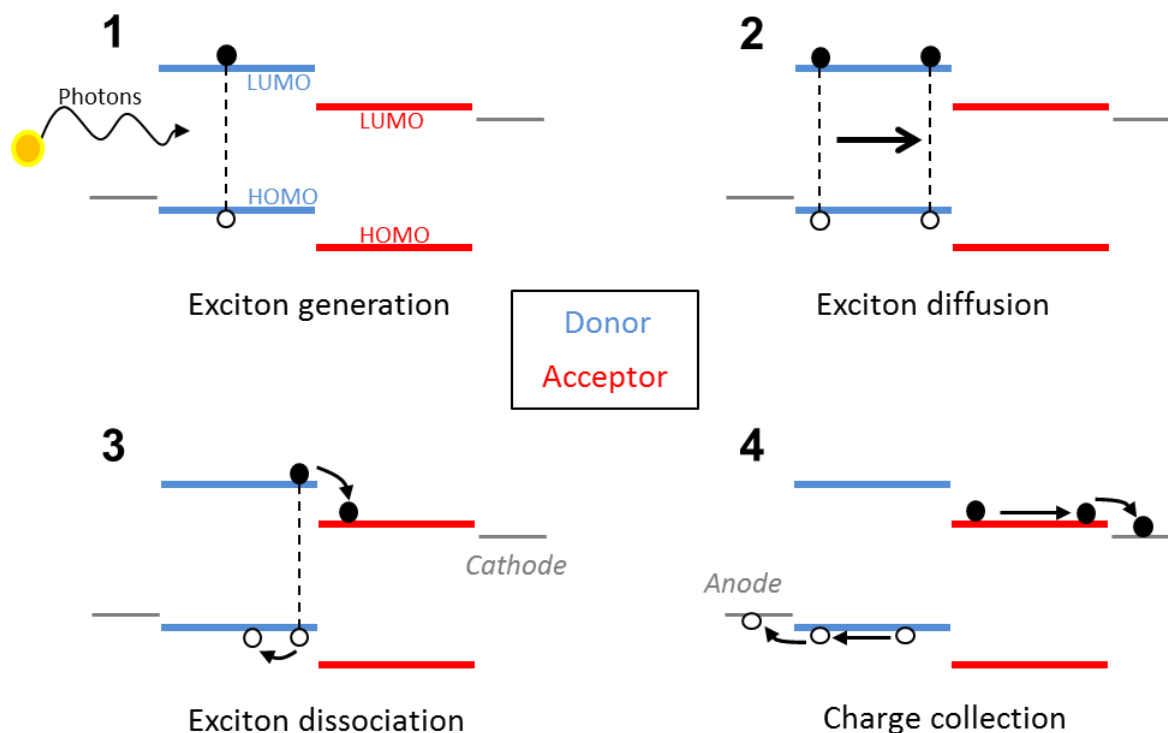 1
LUMO
Photons
LUMO
HOMO
HOMO
Exciton generation
2
Exciton diffusion
Donor
Acceptor
3
Cathode
Exciton dissociation
4
Anode
Charge collection